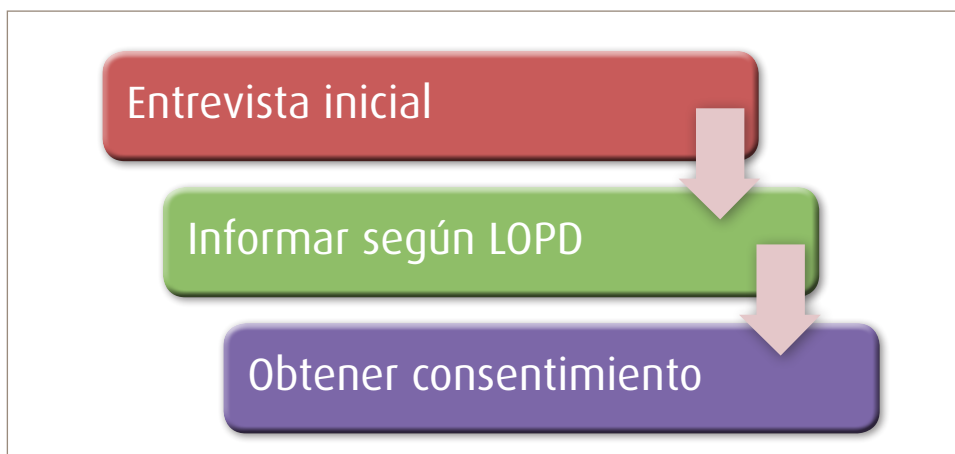 Entrevista inicial
Informar según LOPD
Obtener consentimiento